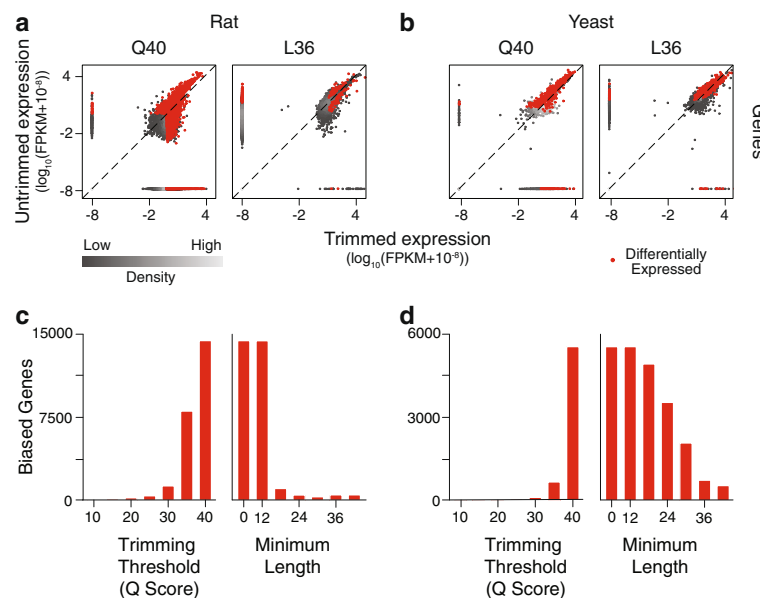 a
Rat
b
Yeast
Q40
L36
Q40
L36
Untrimmed expression
(log10(FPKM+10-8))
4
-2
-8
-8
-2
4
-8
-2
4
Genes
Trimmed expression
(log10(FPKM+10-8))
Low
High
Density
Differentially
Expressed
c
d
Biased Genes
15000
7500
0
6000
3000
0
10
20
30
40
0
12
24
36
10
20
30
40
0
12
24
36
Trimming
Threshold
(Q Score)
Minimum
Length
Trimming
Threshold
(Q Score)
Minimum
Length